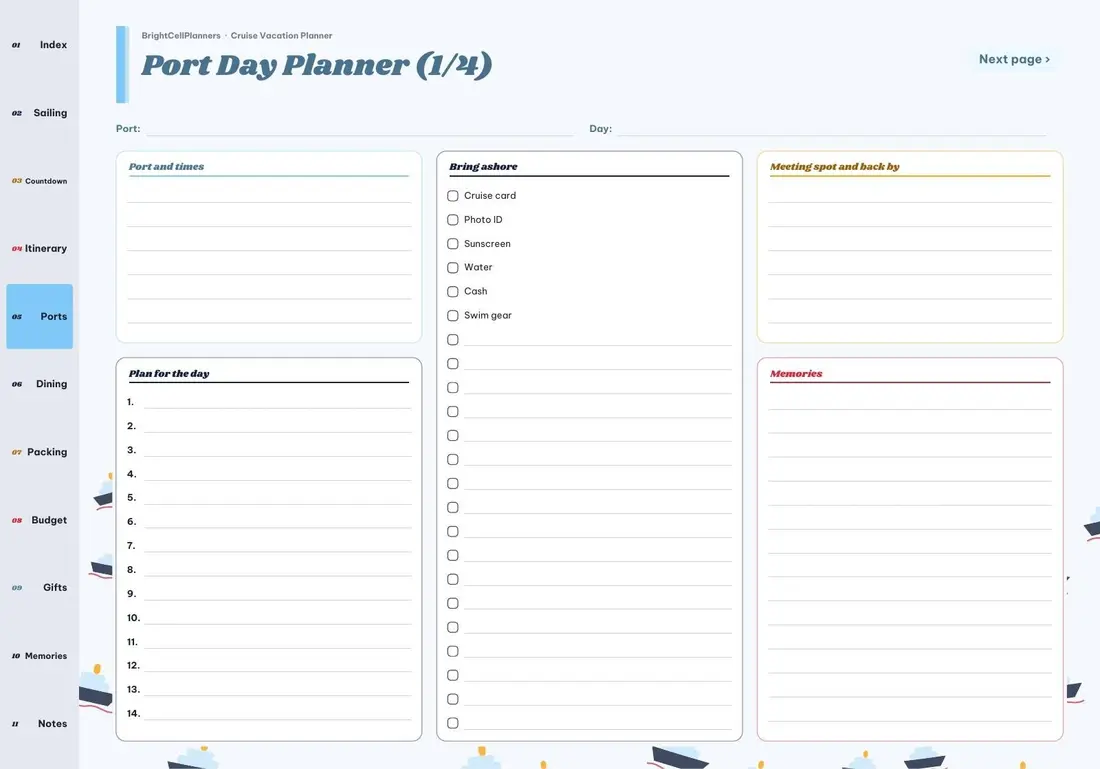 01 Index
02 Sailing
03 Countdown
04 Itinerary
05 Ports
06 Dining
07 Packing
08 Budget
09 Gifts
10 Memories
11 Notes
BrightCellPlanners · Cruise Vacation Planner
Port Day Planner (1/4)
Next page ›
Port:
Day:
Port and times
Plan for the day
1.
2.
3.
4.
5.
6.
7.
8.
9.
10.
11.
12.
13.
14.
Bring ashore
Cruise card
Photo ID
Sunscreen
Water
Cash
Swim gear
Meeting spot and back by
Memories